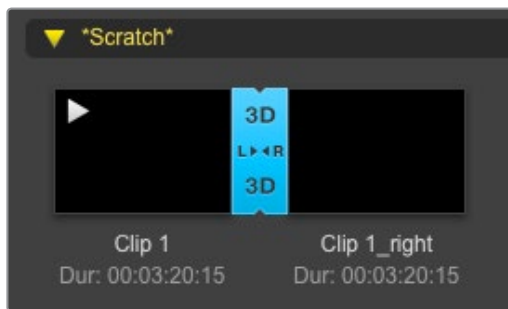 *Scratch*
3D
L R
3D
Clip 1
Clip 1_right
Dur: 00:03:20:15
Dur: 00:03:20:15